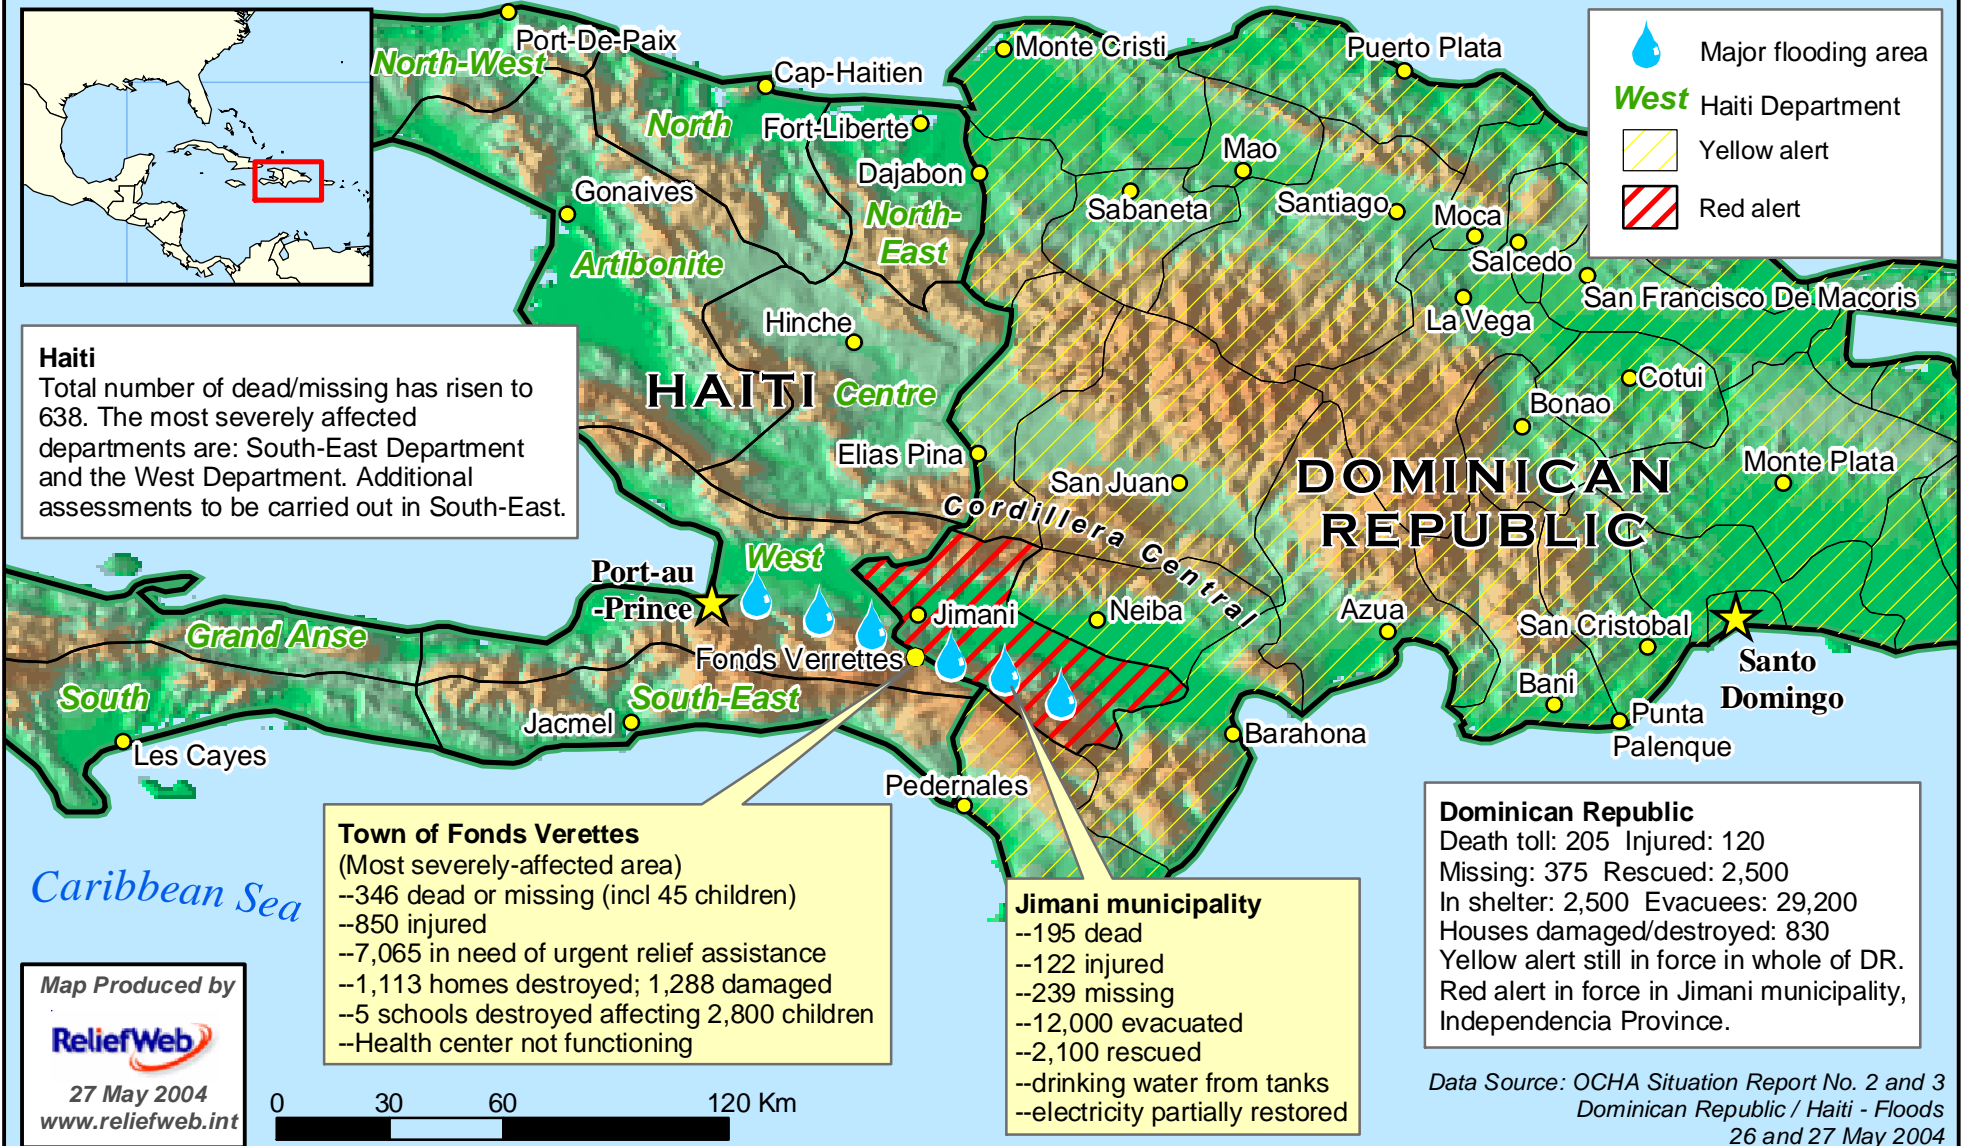 Port-De-Paix
North-West
Cap-Haitien
North
Fort-Liberte
Dajabon
Gonaives
North-
East
Artibonite
Hinche
HAITI
Centre
Elias Pina
Monte Cristi
Puerto Plata
Mao
Sabaneta
Santiago
Moca
Salcedo
San Francisco De Macoris
La Vega
Cotui
Bonao
Monte Plata
San Juan
DOMINICAN
REPUBLIC
Cordillera Central
Major flooding area
West Haiti Department
Yellow alert
Red alert
Haiti
Total number of dead/missing has risen to
638. The most severely affected
departments are: South-East Department
and the West Department. Additional
assessments to be carried out in South-East.
West
Port-au
-Prince
Jimani
Neiba
Azua
San Cristobal
Santo
Domingo
Grand Anse
Fonds Verrettes
South
South-East
Jacmel
Les Cayes
Bani
Punta
Palenque
Barahona
Pedernales
Caribbean Sea
Town of Fonds Verettes
(Most severely-affected area)
--346 dead or missing (incl 45 children)
--850 injured
--7,065 in need of urgent relief assistance
--1,113 homes destroyed; 1,288 damaged
--5 schools destroyed affecting 2,800 children
--Health center not functioning
Jimani municipality
--195 dead
--122 injured
--239 missing
--12,000 evacuated
--2,100 rescued
--drinking water from tanks
--electricity partially restored
Dominican Republic
Death toll: 205 Injured: 120
Missing: 375 Rescued: 2,500
In shelter: 2,500 Evacuees: 29,200
Houses damaged/destroyed: 830
Yellow alert still in force in whole of DR.
Red alert in force in Jimani municipality,
Independencia Province.
Map Produced by
ReliefWeb
27 May 2004
www.reliefweb.int
0 30 60 120 Km
Data Source: OCHA Situation Report No. 2 and 3
Dominican Republic / Haiti - Floods
26 and 27 May 2004